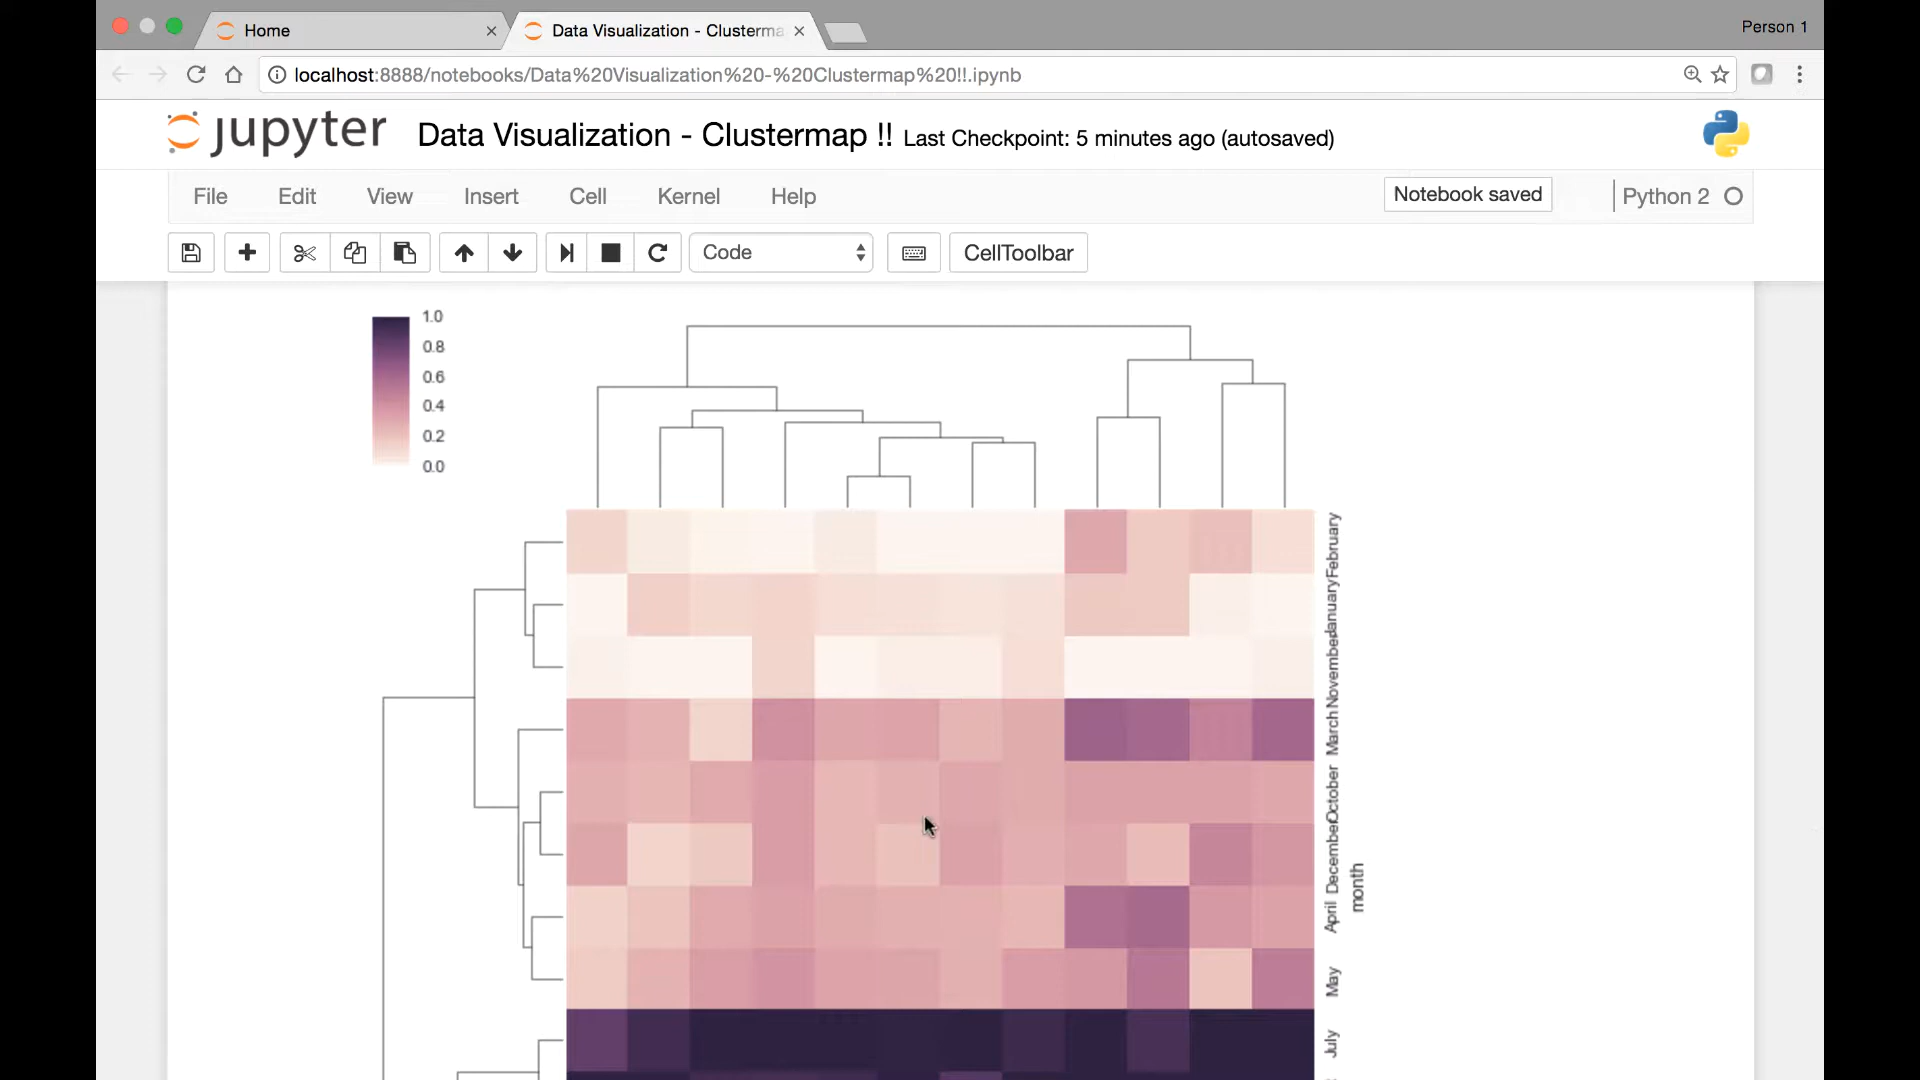 Home
Data Visualization - Clusterma
Person 1
localhost:8888/notebooks/Data%20Visualization%20-%20Clustermap%20!!.ipynb
jupyter Data Visualization - Clustermap !! Last Checkpoint: 5 minutes ago (autosaved)
File Edit View Insert Cell Kernel Help Notebook saved Python 2
Code CellToolbar
1.0
0.8
0.6
0.4
0.2
0.0
February
January
November
March
October
December
April
May
July
month